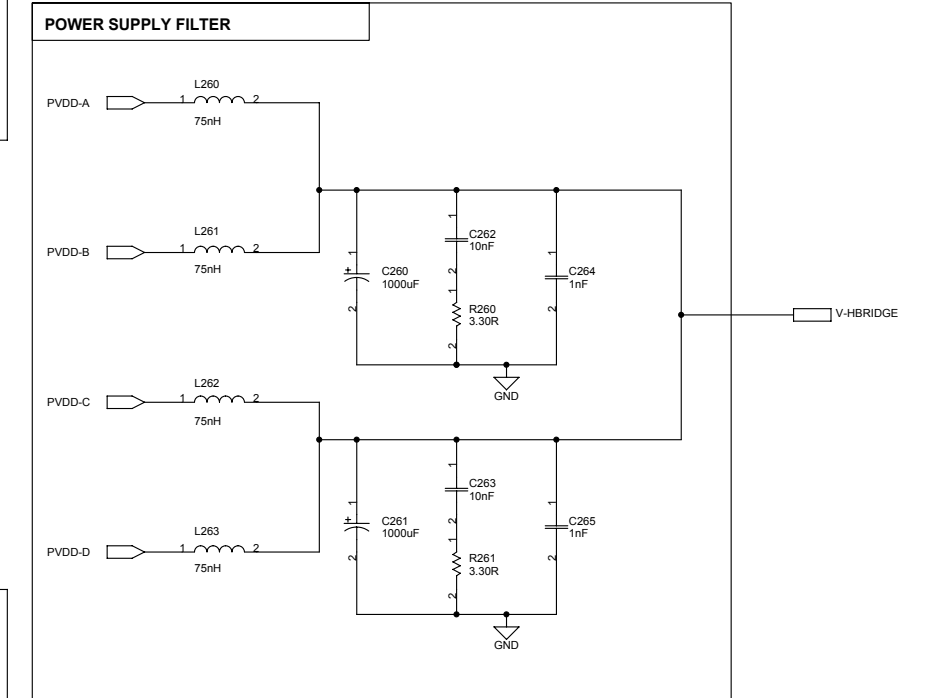 POWER SUPPLY FILTER
L260
PVDD-A
1
2
75nH
L261
PVDD-B
1
2
75nH
1
+
C260
1000uF
2
1
C262
10nF
2
1
R260
3.30R
2
1
C264
1nF
2
GND
V-HBRIDGE
L262
PVDD-C
1
2
75nH
L263
PVDD-D
1
2
75nH
1
+
C261
1000uF
2
1
C263
10nF
2
1
R261
3.30R
2
1
C265
1nF
2
GND